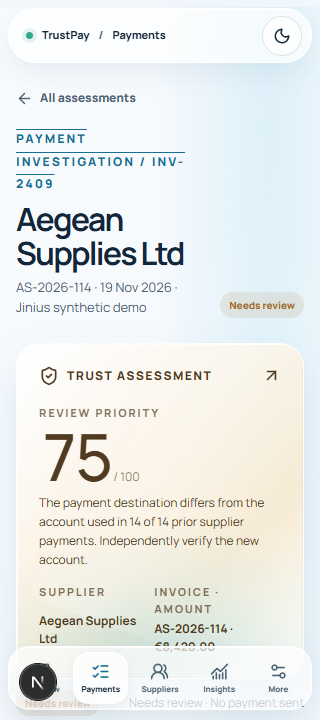 TrustPay / Payments
All assessments
PAYMENT
INVESTIGATION / INV-
2409
Aegean
Supplies Ltd
AS-2026-114 · 19 Nov 2026 ·
Jinius synthetic demo
Needs review
TRUST ASSESSMENT
REVIEW PRIORITY
75 / 100
The payment destination differs from the
account used in 14 of 14 prior supplier
payments. Independently verify the new
account.
SUPPLIER
Aegean Supplies
Ltd
INVOICE ·
AMOUNT
AS-2026-114 ·
€8,420.00
N
Payments
Suppliers
Insights
More
Needs review
Needs review · No payment sent.